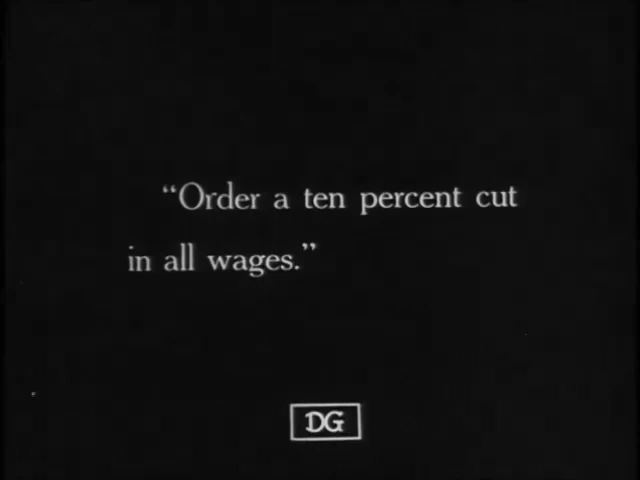 “Order a ten percent cut
in all wages.”
DG